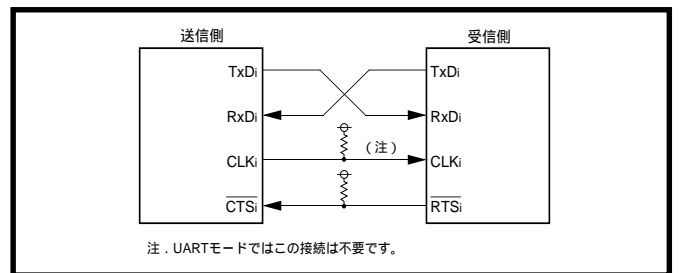 送信側 受信側
TxDi TxDi
RxDi RxDi
(注)
CLKi CLKi
CTSi RTSi
注．UARTモードではこの接続は不要です。